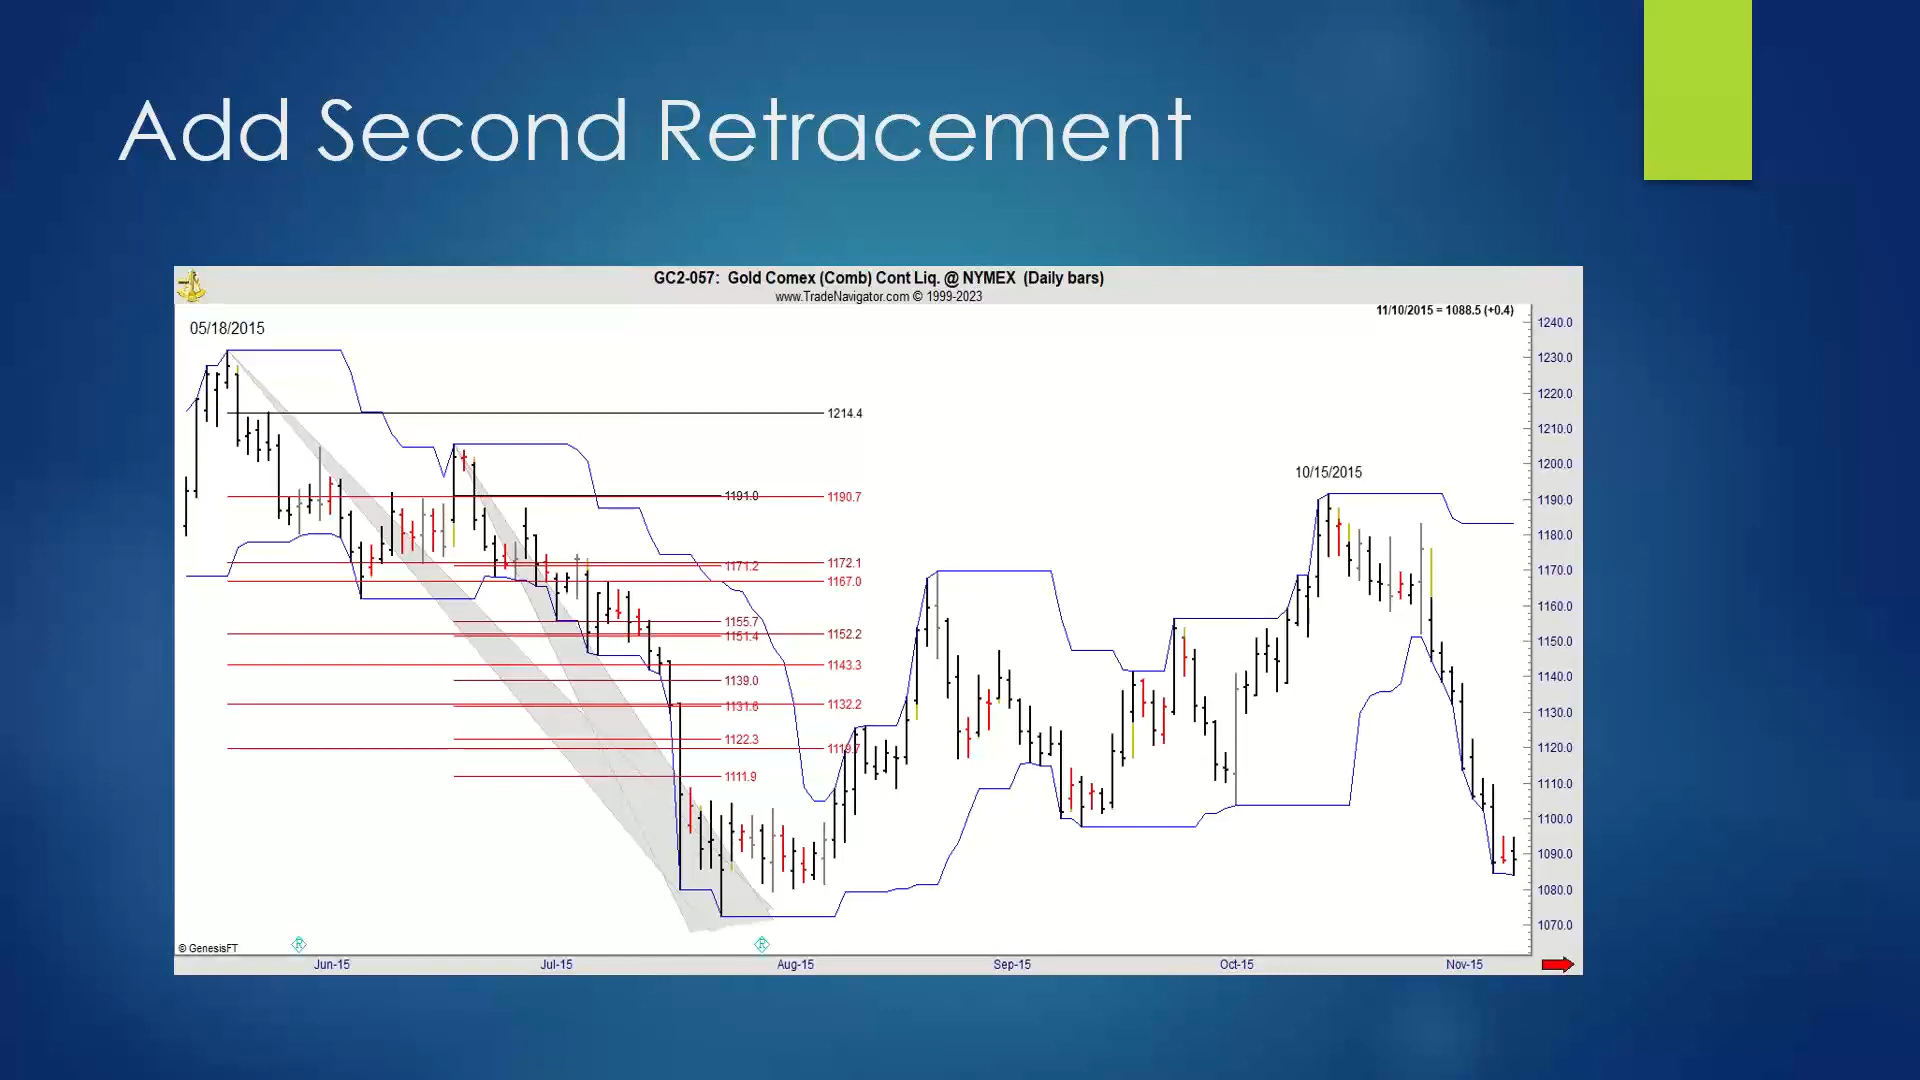 Add Second Retracement
GC2-057: Gold Comex (Comb) Cont Liq. @ NYMEX (Daily bars)
www.TradeNavigator.com © 1999-2023
11/10/2015 = 1088.5 (+0.4)
05/18/2015
10/15/2015
1214.4
1191.0
1190.7
1172.1
1171.2
1167.0
1155.7
1152.2
1151.4
1143.3
1139.0
1132.2
1131.6
1122.3
1119.7
1111.9
1240.0
1230.0
1220.0
1210.0
1200.0
1190.0
1180.0
1170.0
1160.0
1150.0
1140.0
1130.0
1120.0
1110.0
1100.0
1090.0
1080.0
1070.0
© GenesisFT
R
R
Jun-15
Jul-15
Aug-15
Sep-15
Oct-15
Nov-15